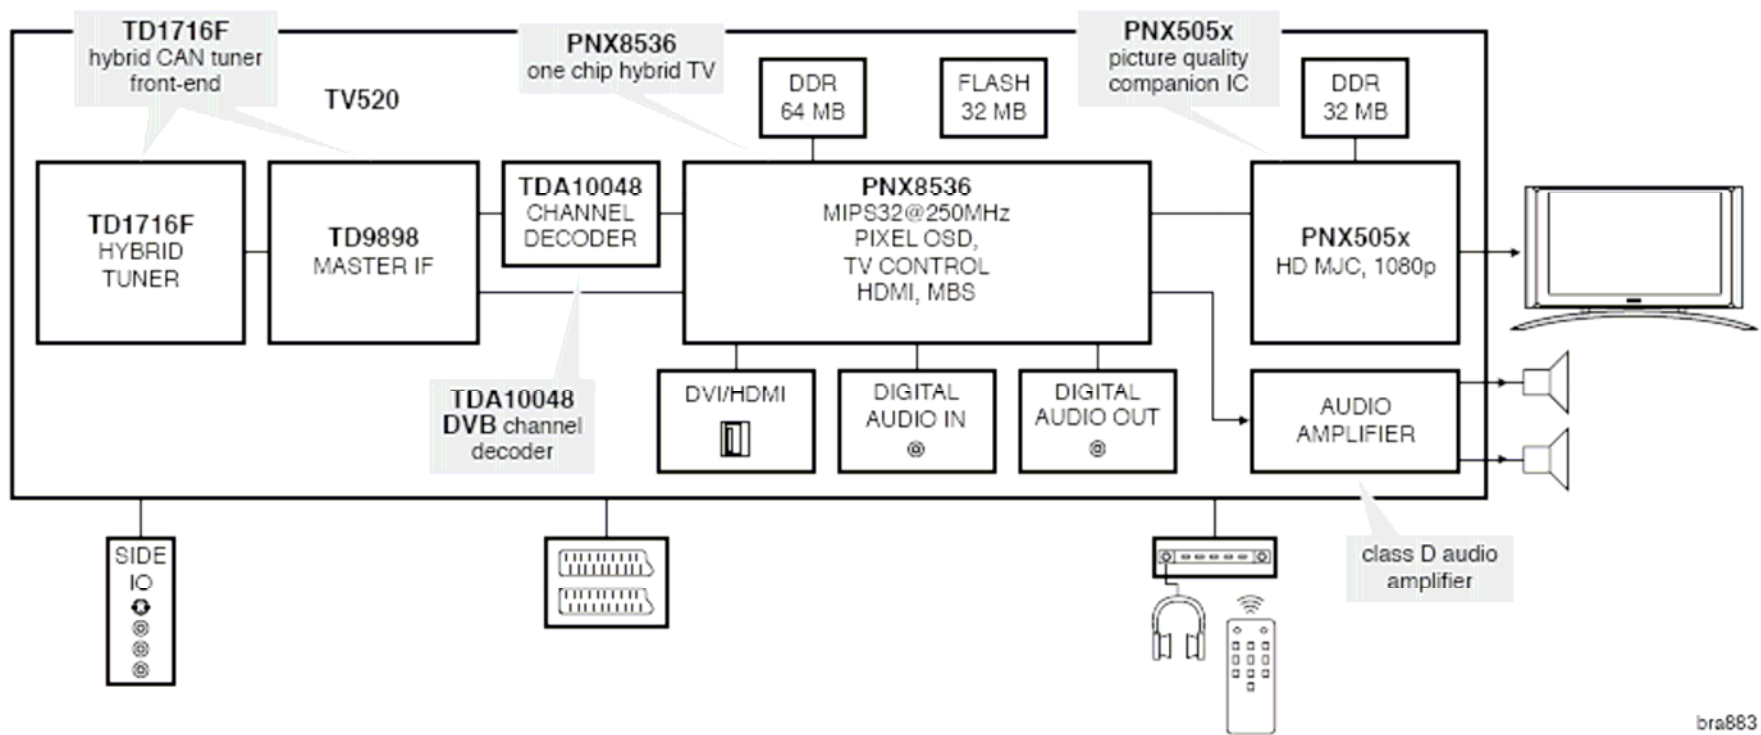 TD1716F
hybrid CAN tuner
front-end
TV520
PNX8536
one chip hybrid TV
DDR
64 MB
FLASH
32 MB
PNX505x
picture quality
companion IC
DDR
32 MB
TD1716F
HYBRID
TUNER
TD9898
MASTER IF
TDA10048
CHANNEL
DECODER
PNX8536
MIPS32@250MHz
PIXEL OSD,
TV CONTROL
HDMI, MBS
PNX505x
HD MJC, 1080p
TDA10048
DVB channel
decoder
DVI/HDMI
DIGITAL
AUDIO IN
DIGITAL
AUDIO OUT
AUDIO
AMPLIFIER
class D audio
amplifier
SIDE
IO
bra883